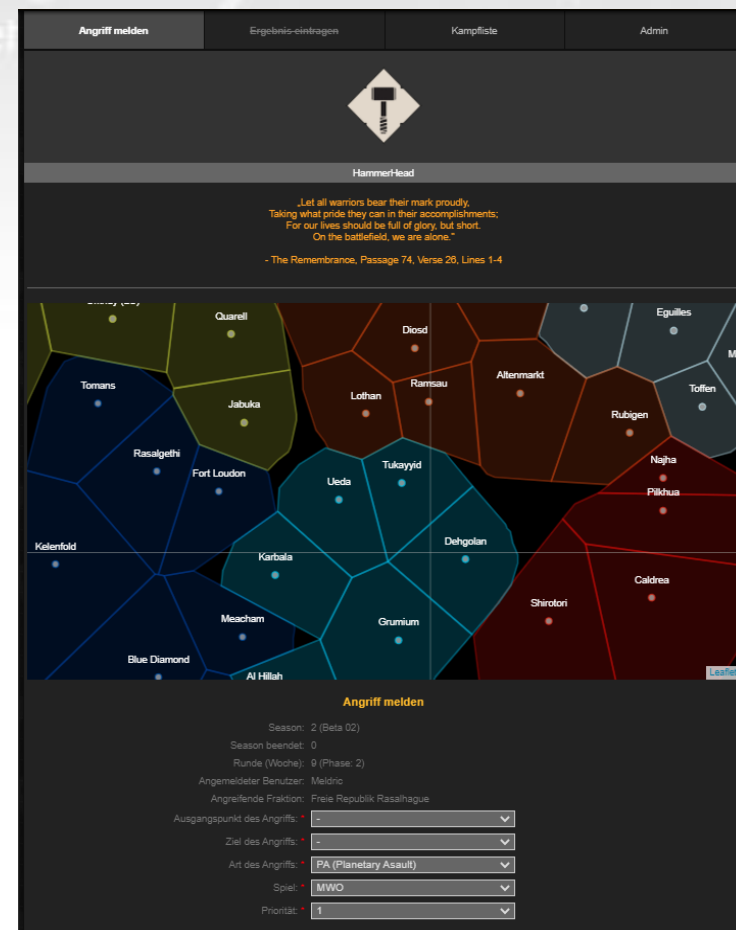 Angriff melden
Ergebnis eintragen
Kampfliste
Admin
HammerHead
„Let all warriors bear their mark proudly,
Taking what pride they can in their accomplishments;
For our lives should be full of glory, but short.
On the battlefield, we are alone.“
- The Remembrance, Passage 74, Verse 26, Lines 1-4
Quarell
Diosd
Eguilles
M
Tomans
Jabuka
Lothan
Ramsau
Altenmarkt
Toffen
Rubigen
Rasalgethi
Fort Loudon
Ueda
Tukayyid
Najha
Pilkhua
Kelenfold
Karbala
Dehgolan
Caldrea
Shirotori
Meacham
Grumium
Blue Diamond
Al Hillah
Leaflet
Angriff melden
Season: 2 (Beta 02)
Season beendet: 0
Runde (Woche): 9 (Phase: 2)
Angemeldeter Benutzer: Meldric
Angreifende Fraktion: Freie Republik Rasalhague
Ausgangspunkt des Angriffs: * -
Ziel des Angriffs: * -
Art des Angriffs: * PA (Planetary Asault)
Spiel: * MWO
Priorität: * 1